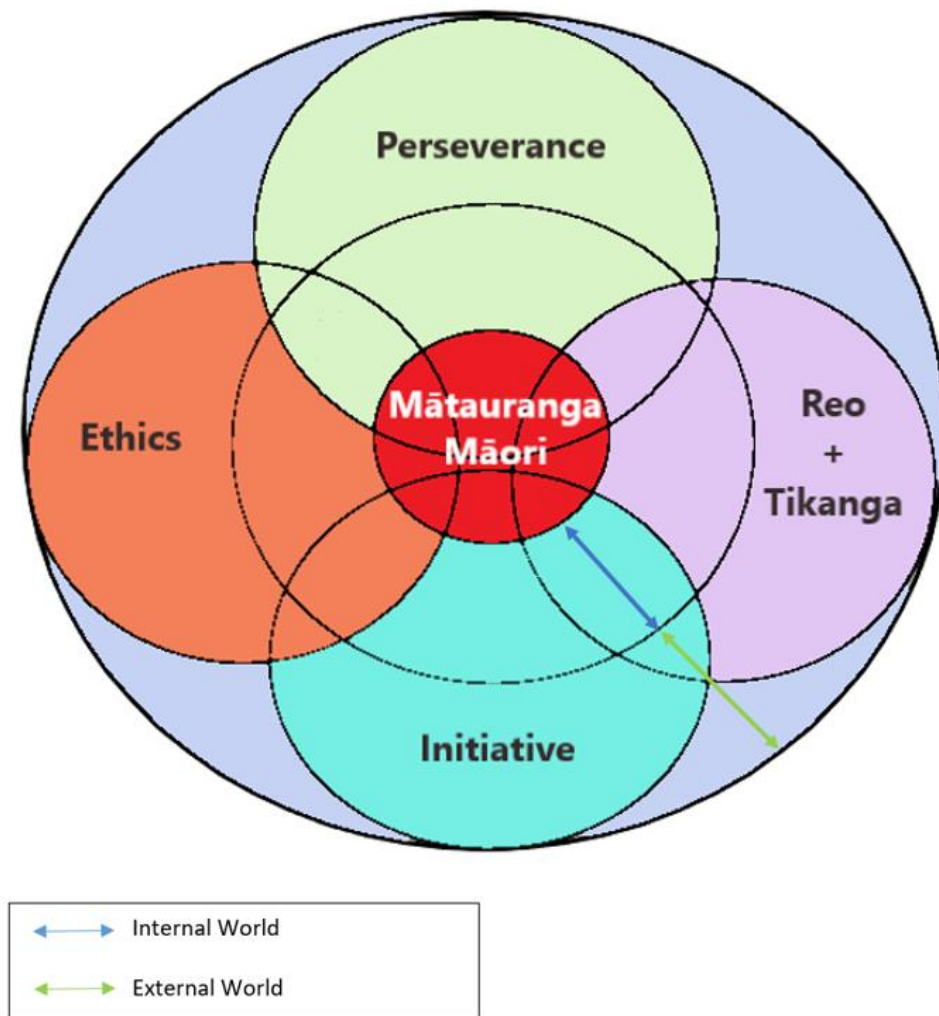 Perseverance
Mātauranga
Māori
Ethics
Reo
+
Tikanga
Initiative
Internal World
External World